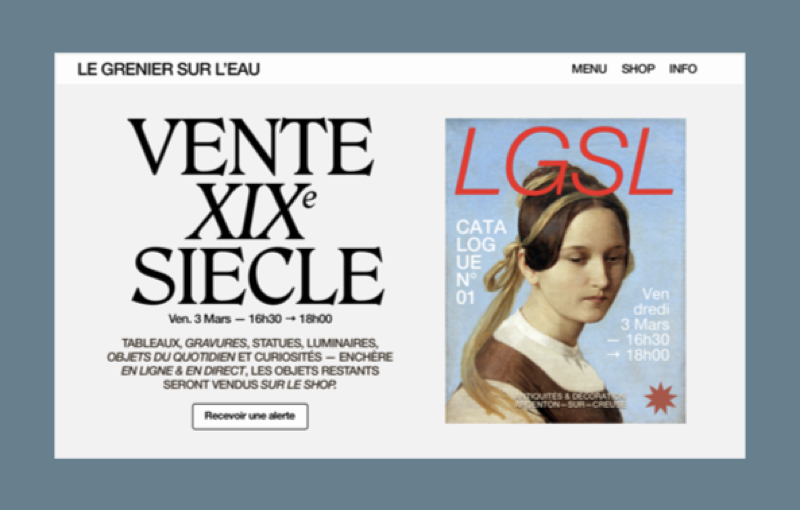 LE GRENIER SUR L'EAU
MENU SHOP INFO
VENTE
XIXe
SIECLE
Ven. 3 Mars — 16h30 → 18h00
TABLEAUX, GRAVURES, STATUES, LUMINAIRES,
OBJETS DU QUOTIDIEN ET CURIOSITÉS — ENCHÈRE
EN LIGNE & EN DIRECT, LES OBJETS RESTANTS
SERONT VENDUS SUR LE SHOP.
Recevoir une alerte
LGSL
CATA
LOG
UE
N°
01
Ven
dredi
3 Mars
— 16h30
→ 18h00
ANTIQUITÉS & DÉCORATION
ARGENTON—SUR—CREUSE